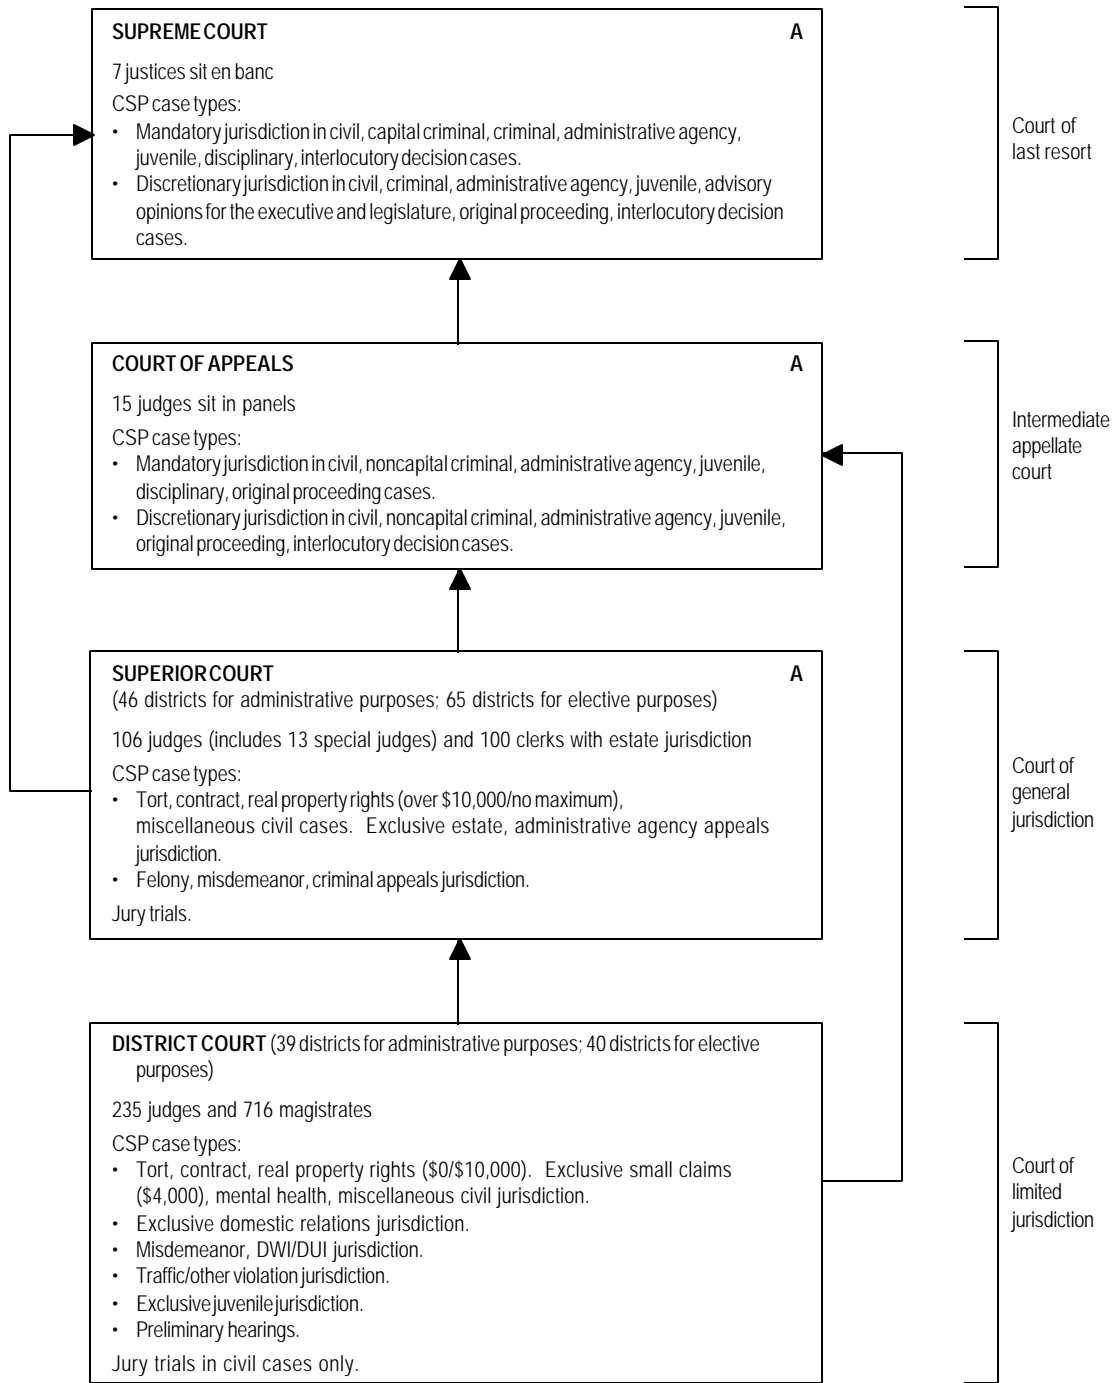 SUPREME COURT A
7 justices sit en banc
CSP case types:
• Mandatory jurisdiction in civil, capital criminal, criminal, administrative agency,
juvenile, disciplinary, interlocutory decision cases.
• Discretionary jurisdiction in civil, criminal, administrative agency, juvenile, advisory
opinions for the executive and legislature, original proceeding, interlocutory decision
cases.
Court of
last resort
COURT OF APPEALS A
15 judges sit in panels
CSP case types:
• Mandatory jurisdiction in civil, noncapital criminal, administrative agency, juvenile,
disciplinary, original proceeding cases.
• Discretionary jurisdiction in civil, noncapital criminal, administrative agency, juvenile,
original proceeding, interlocutory decision cases.
Intermediate
appellate
court
SUPERIOR COURT A
(46 districts for administrative purposes; 65 districts for elective purposes)
106 judges (includes 13 special judges) and 100 clerks with estate jurisdiction
CSP case types:
• Tort, contract, real property rights (over $10,000/no maximum),
miscellaneous civil cases. Exclusive estate, administrative agency appeals
jurisdiction.
• Felony, misdemeanor, criminal appeals jurisdiction.
Jury trials.
Court of
general
jurisdiction
DISTRICT COURT (39 districts for administrative purposes; 40 districts for elective
purposes)
235 judges and 716 magistrates
CSP case types:
• Tort, contract, real property rights ($0/$10,000). Exclusive small claims
($4,000), mental health, miscellaneous civil jurisdiction.
• Exclusive domestic relations jurisdiction.
• Misdemeanor, DWI/DUI jurisdiction.
• Traffic/other violation jurisdiction.
• Exclusive juvenile jurisdiction.
• Preliminary hearings.
Jury trials in civil cases only.
Court of
limited
jurisdiction